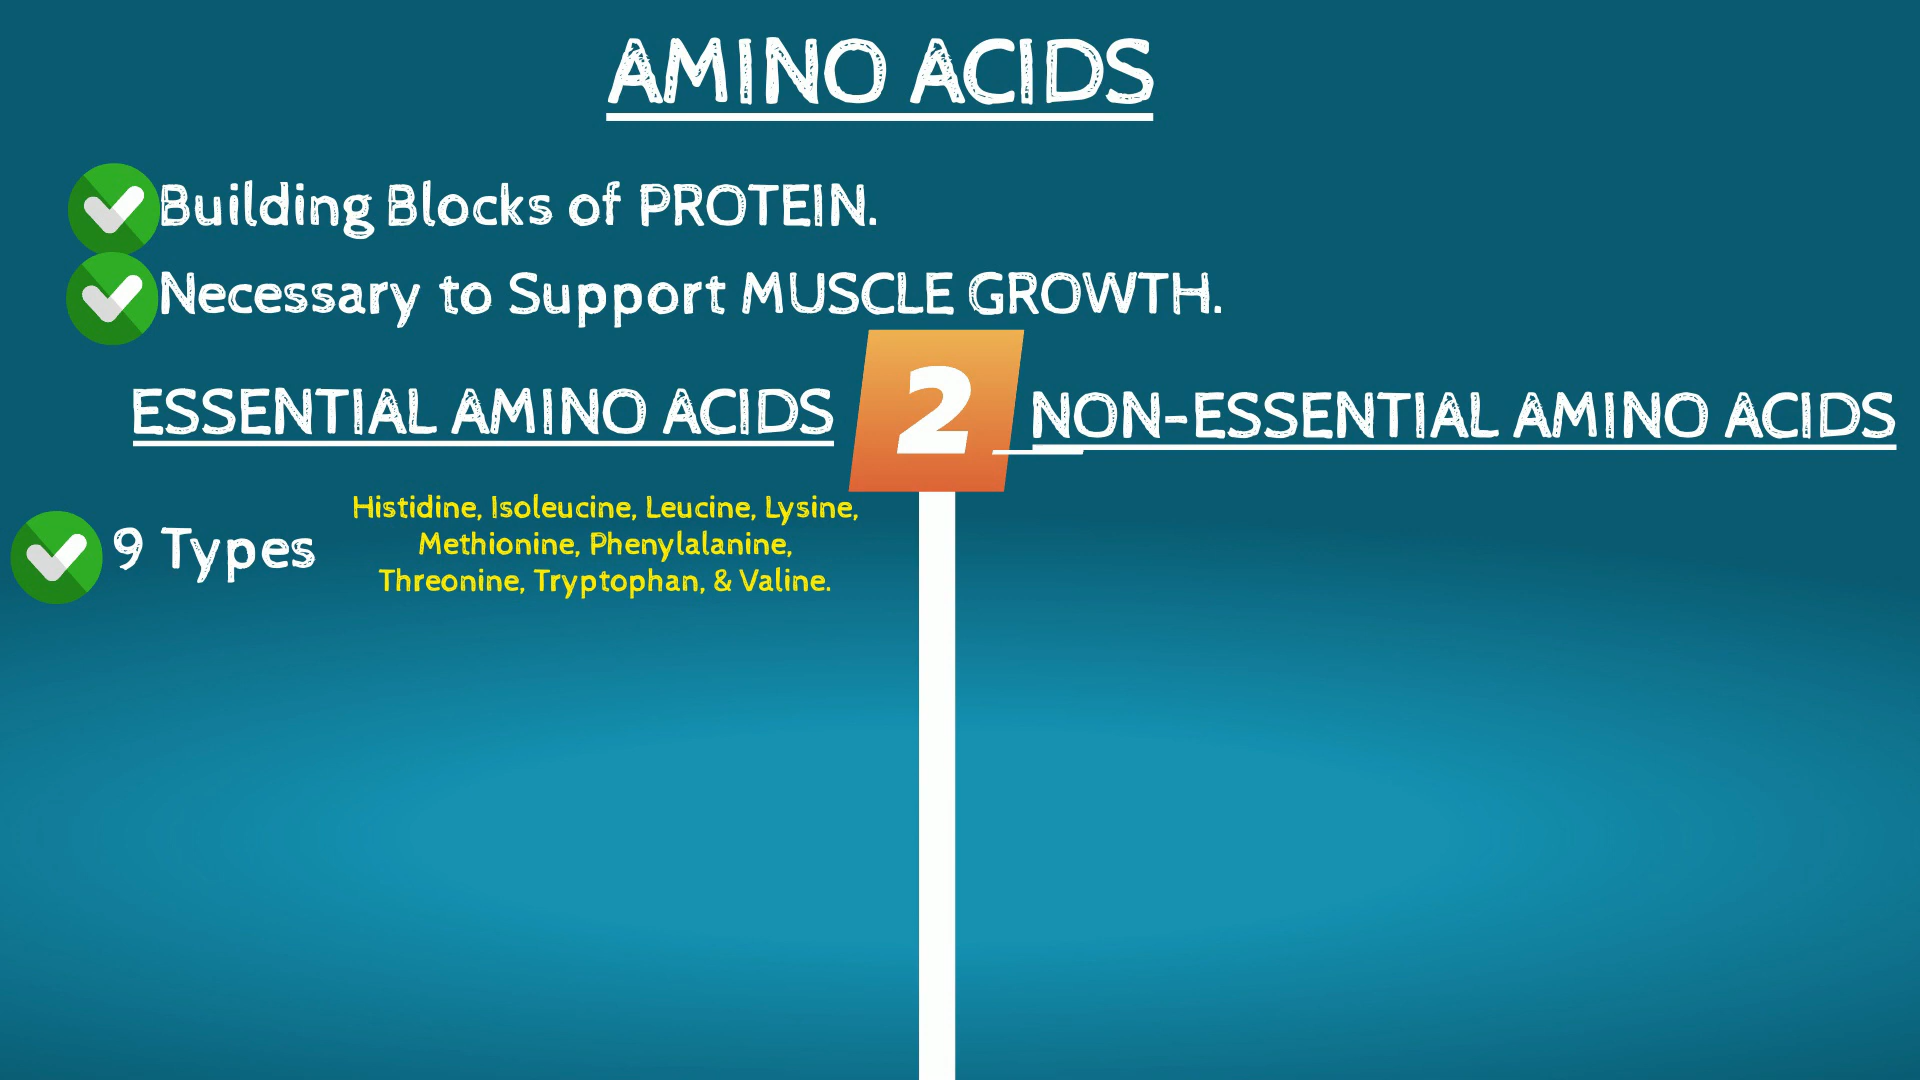 AMINO ACIDS
Building Blocks of PROTEIN.
Necessary to Support MUSCLE GROWTH.
ESSENTIAL AMINO ACIDS
2
NON-ESSENTIAL AMINO ACIDS
9 Types
Histidine, Isoleucine, Leucine, Lysine,
Methionine, Phenylalanine,
Threonine, Tryptophan, & Valine.